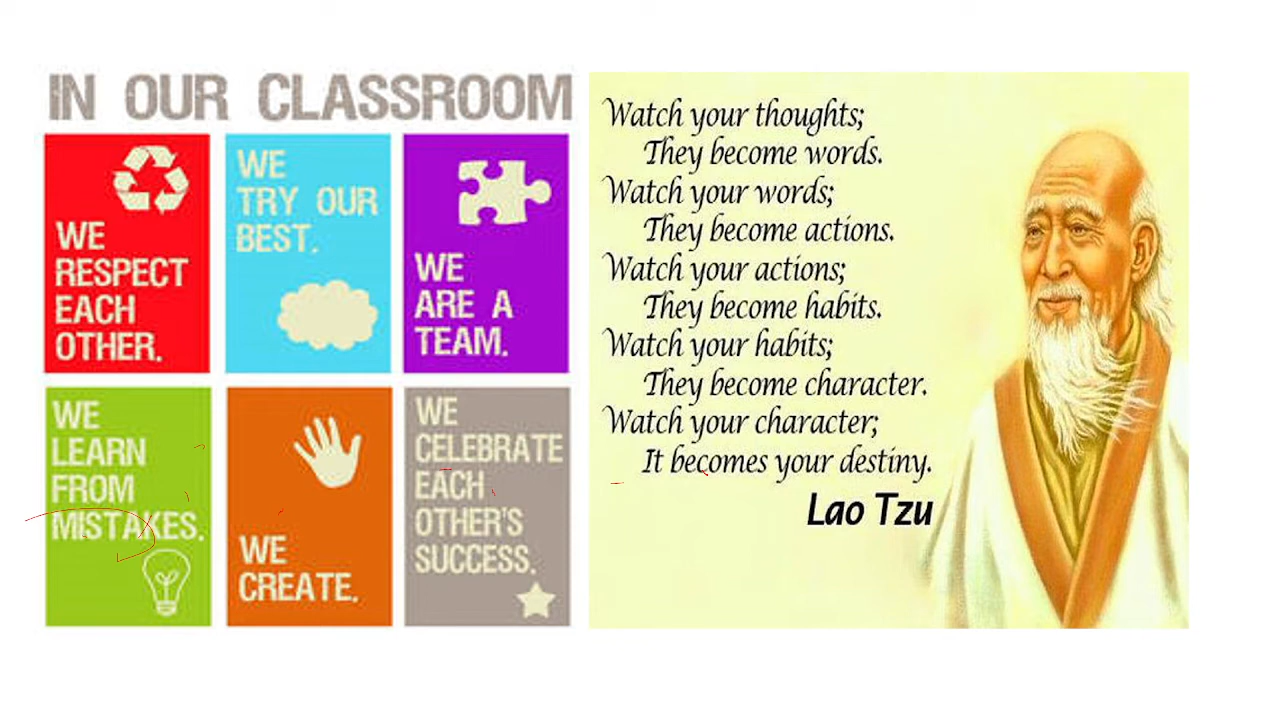 IN OUR CLASSROOM
WE
RESPECT
EACH
OTHER.
WE
TRY OUR
BEST.
WE
ARE A
TEAM.
WE
LEARN
FROM
MISTAKES.
WE
CREATE.
WE
CELEBRATE
EACH
OTHER'S
SUCCESS.
Watch your thoughts;
They become words.
Watch your words;
They become actions.
Watch your actions;
They become habits.
Watch your habits;
They become character.
Watch your character;
It becomes your destiny.
Lao Tzu